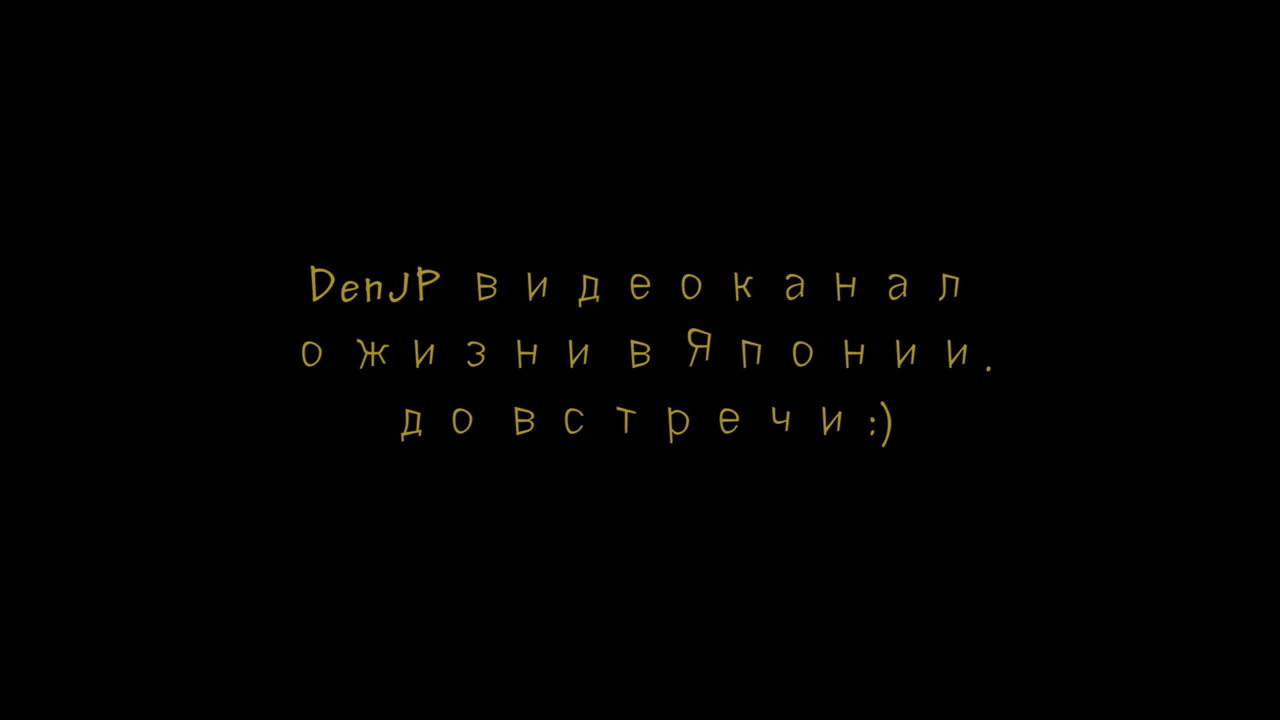 DenJP видеоканал
о жизни в Японии.
до встречи :)